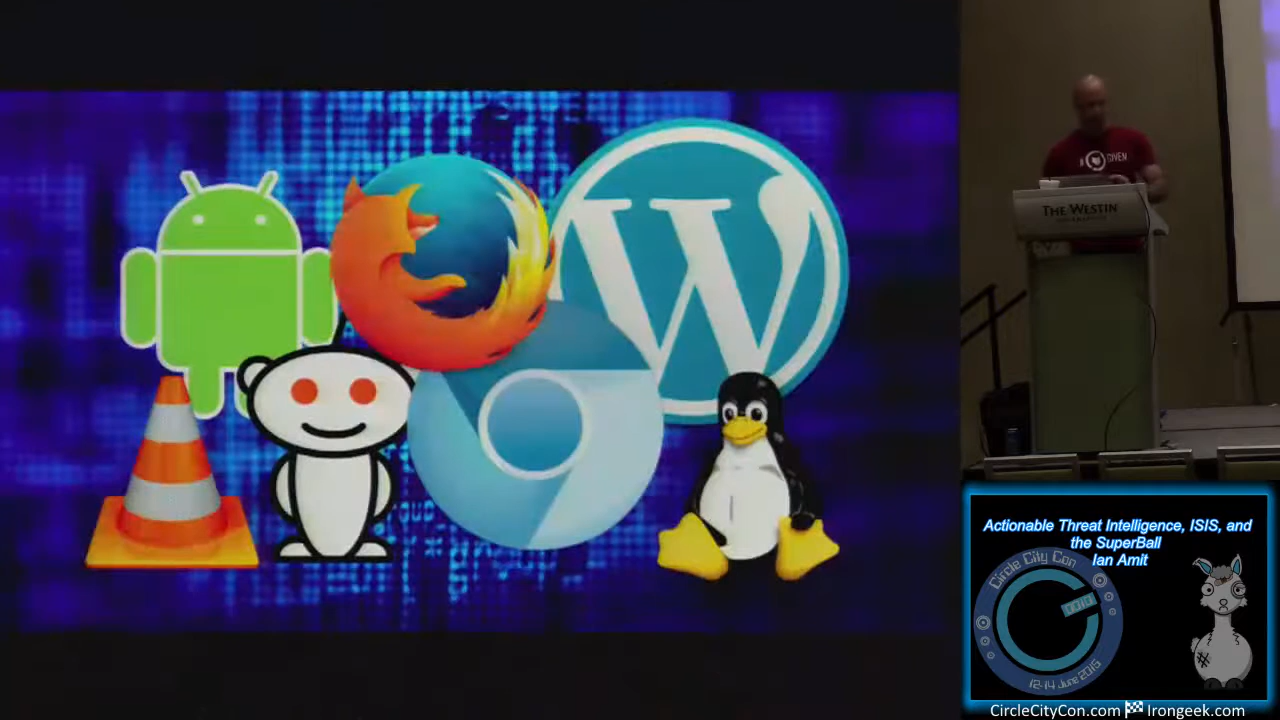 W
GIVEN
THE WESTIN
Actionable Threat Intelligence, ISIS, and
the SuperBall
Ian Amit
Circle City Con
12-14 June 2015
CircleCityCon.com Irongeek.com